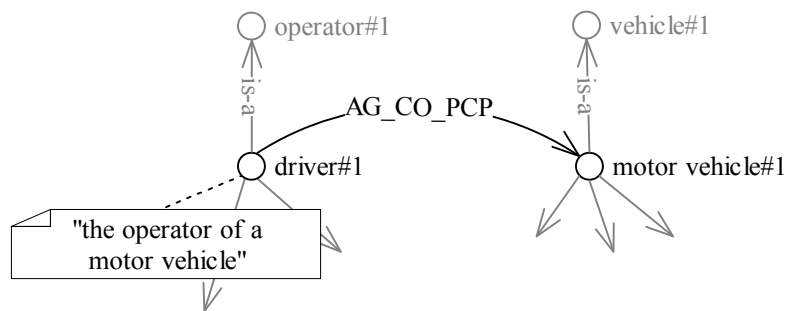 operator#1
vehicle#1
is-a
is-a
AG_CO_PCP
driver#1
motor vehicle#1
"the operator of a
motor vehicle"